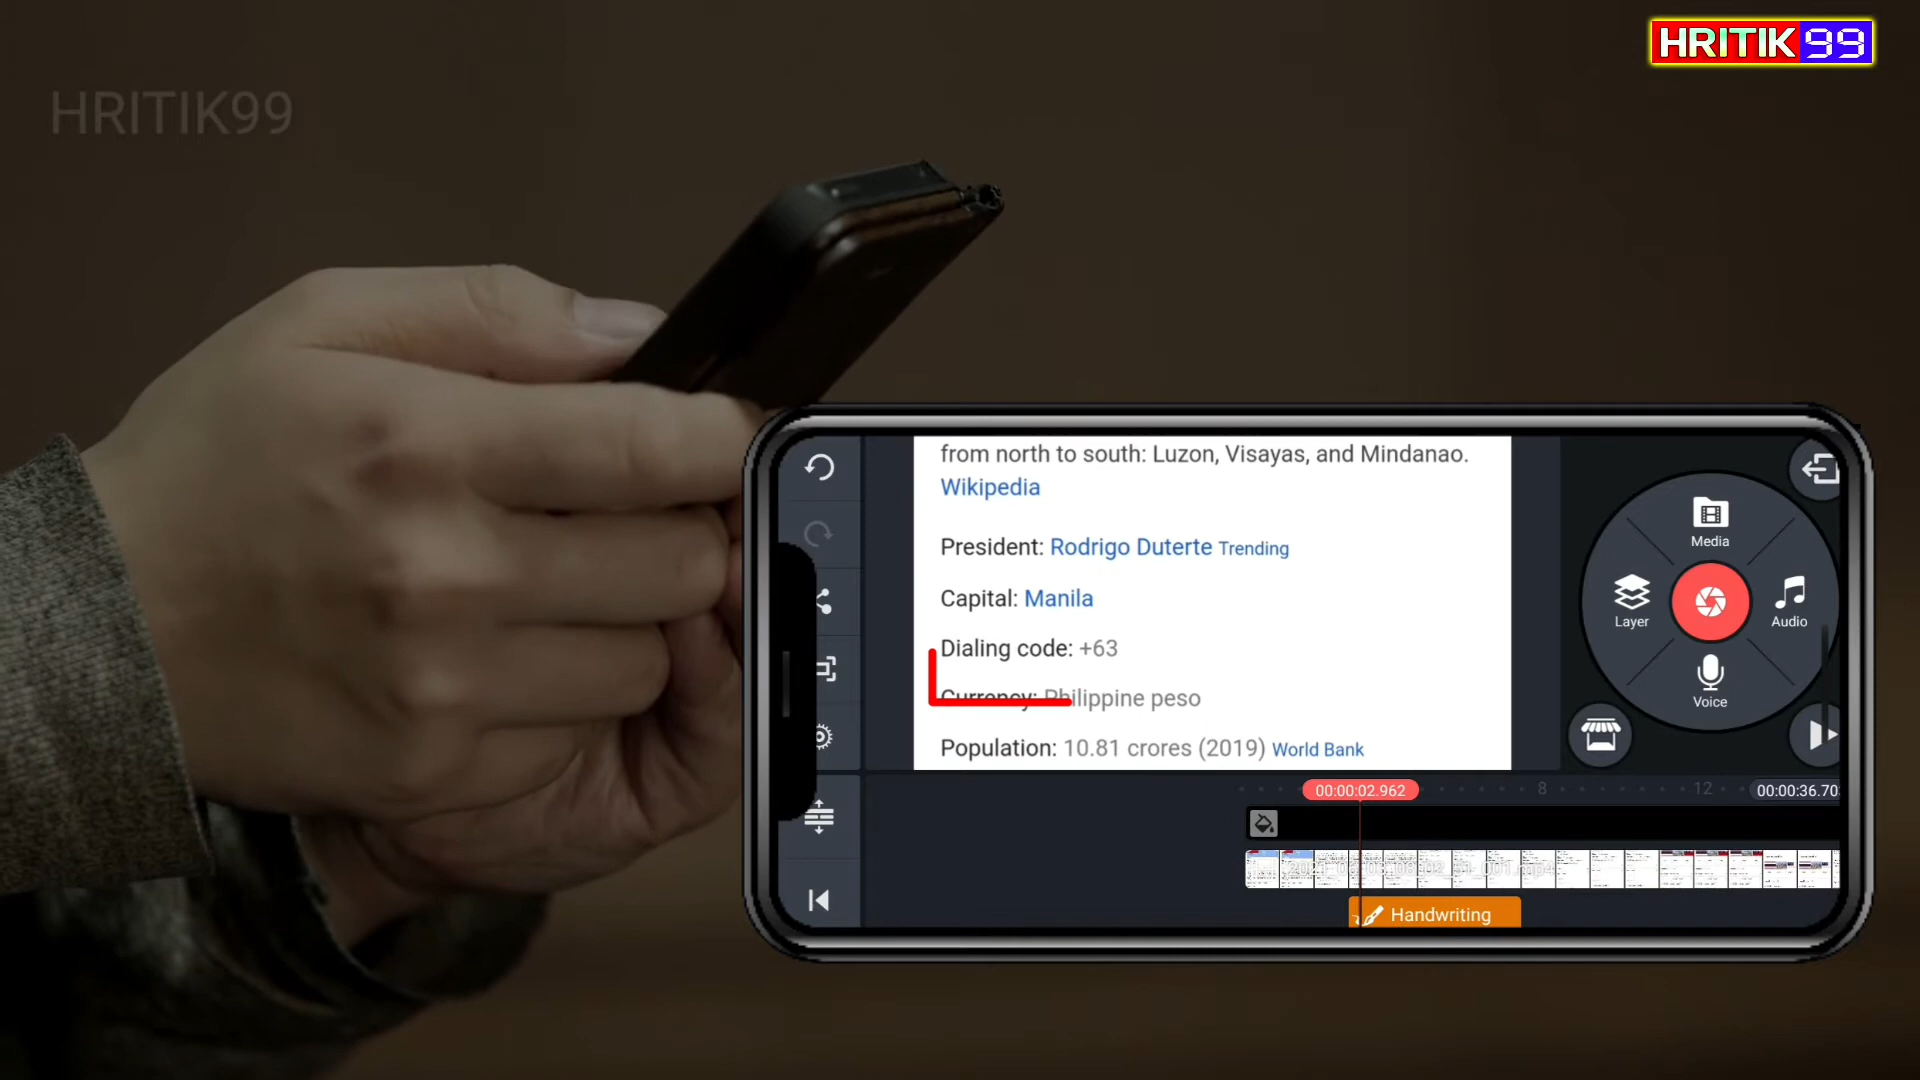 HRITIK 99
HRITIK99
from north to south: Luzon, Visayas, and Mindanao.
Wikipedia
President: Rodrigo Duterte Trending
Capital: Manila
Dialing code: +63
Currency: Philippine peso
Population: 10.81 crores (2019) World Bank
Media
Layer
Audio
Voice
00:00:02.962
8
12
00:00:36.70
Handwriting